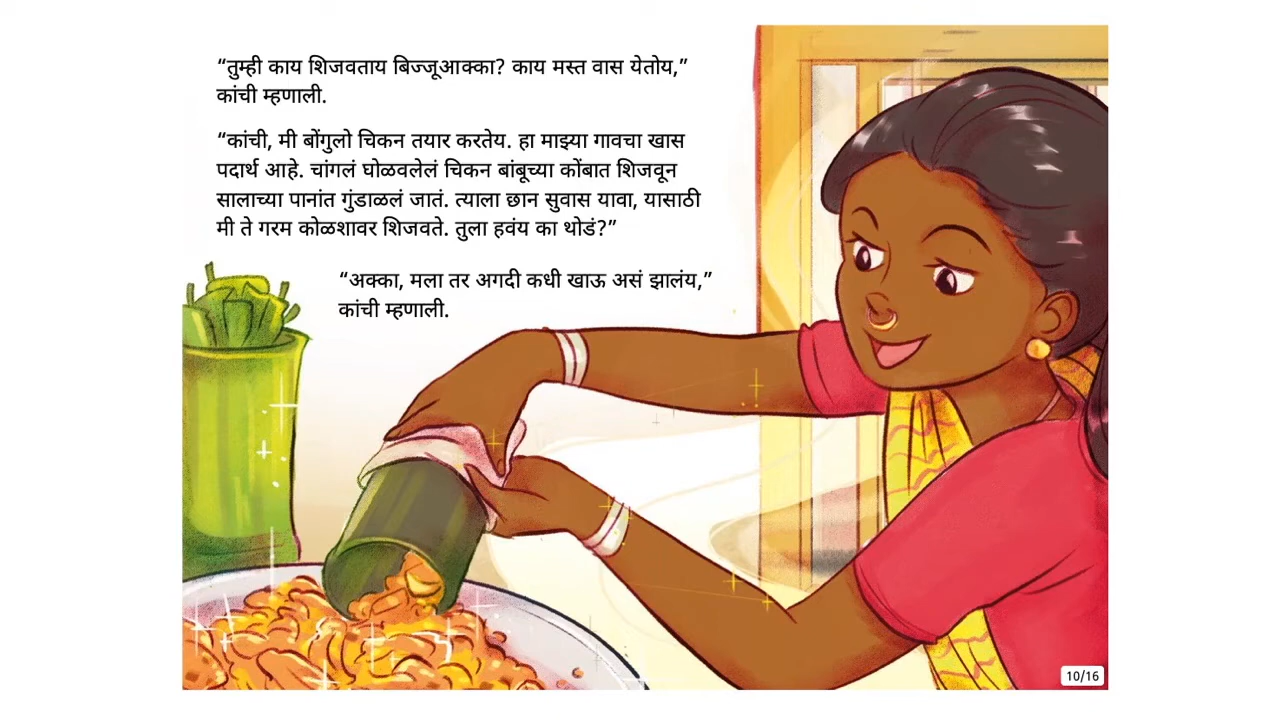 “तुम्ही काय शिजवताय बिज्जूआक्का? काय मस्त वास येतोय,”
कांची म्हणाली.
“कांची, मी बोंगुलो चिकन तयार करतेय. हा माझ्या गावचा खास
पदार्थ आहे. चांगलं घोळवलेलं चिकन बांबूच्या कोंबात शिजवून
सालाच्या पानांत गुंडाळलं जातं. त्याला छान सुवास यावा, यासाठी
मी ते गरम कोळशावर शिजवते. तुला हवंय का थोडं?”
“अक्का, मला तर अगदी कधी खाऊ असं झालंय,”
कांची म्हणाली.
10/16